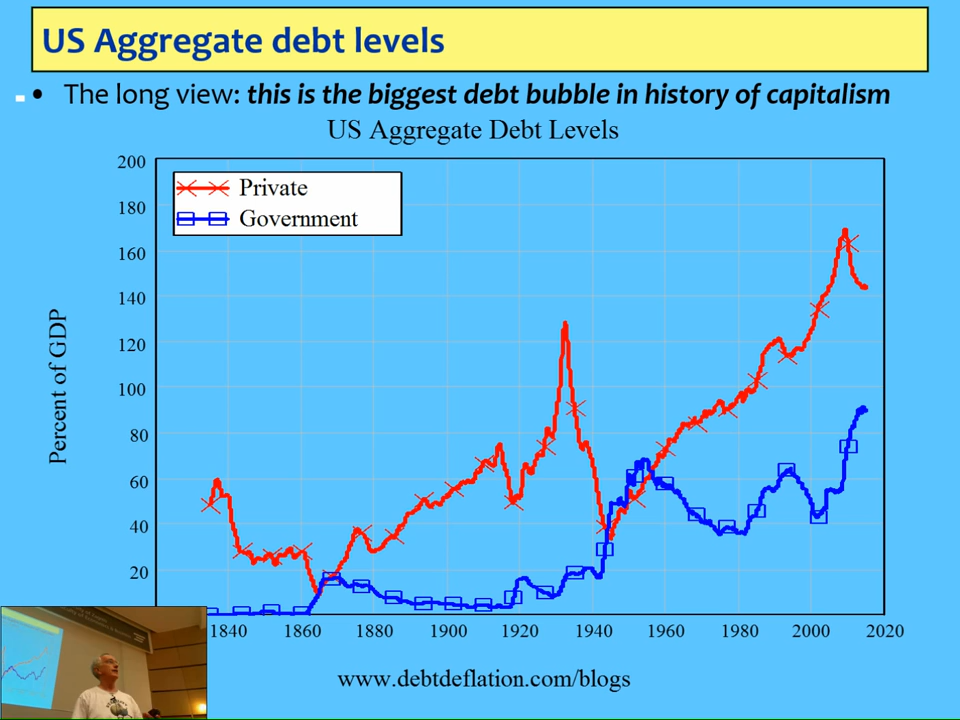 US Aggregate debt levels
• The long view: this is the biggest debt bubble in history of capitalism
US Aggregate Debt Levels
200
180
160
140
120
100
80
60
40
20
Private
Government
Percent of GDP
1840 1860 1880 1900 1920 1940 1960 1980 2000 2020
www.debtdeflation.com/blogs